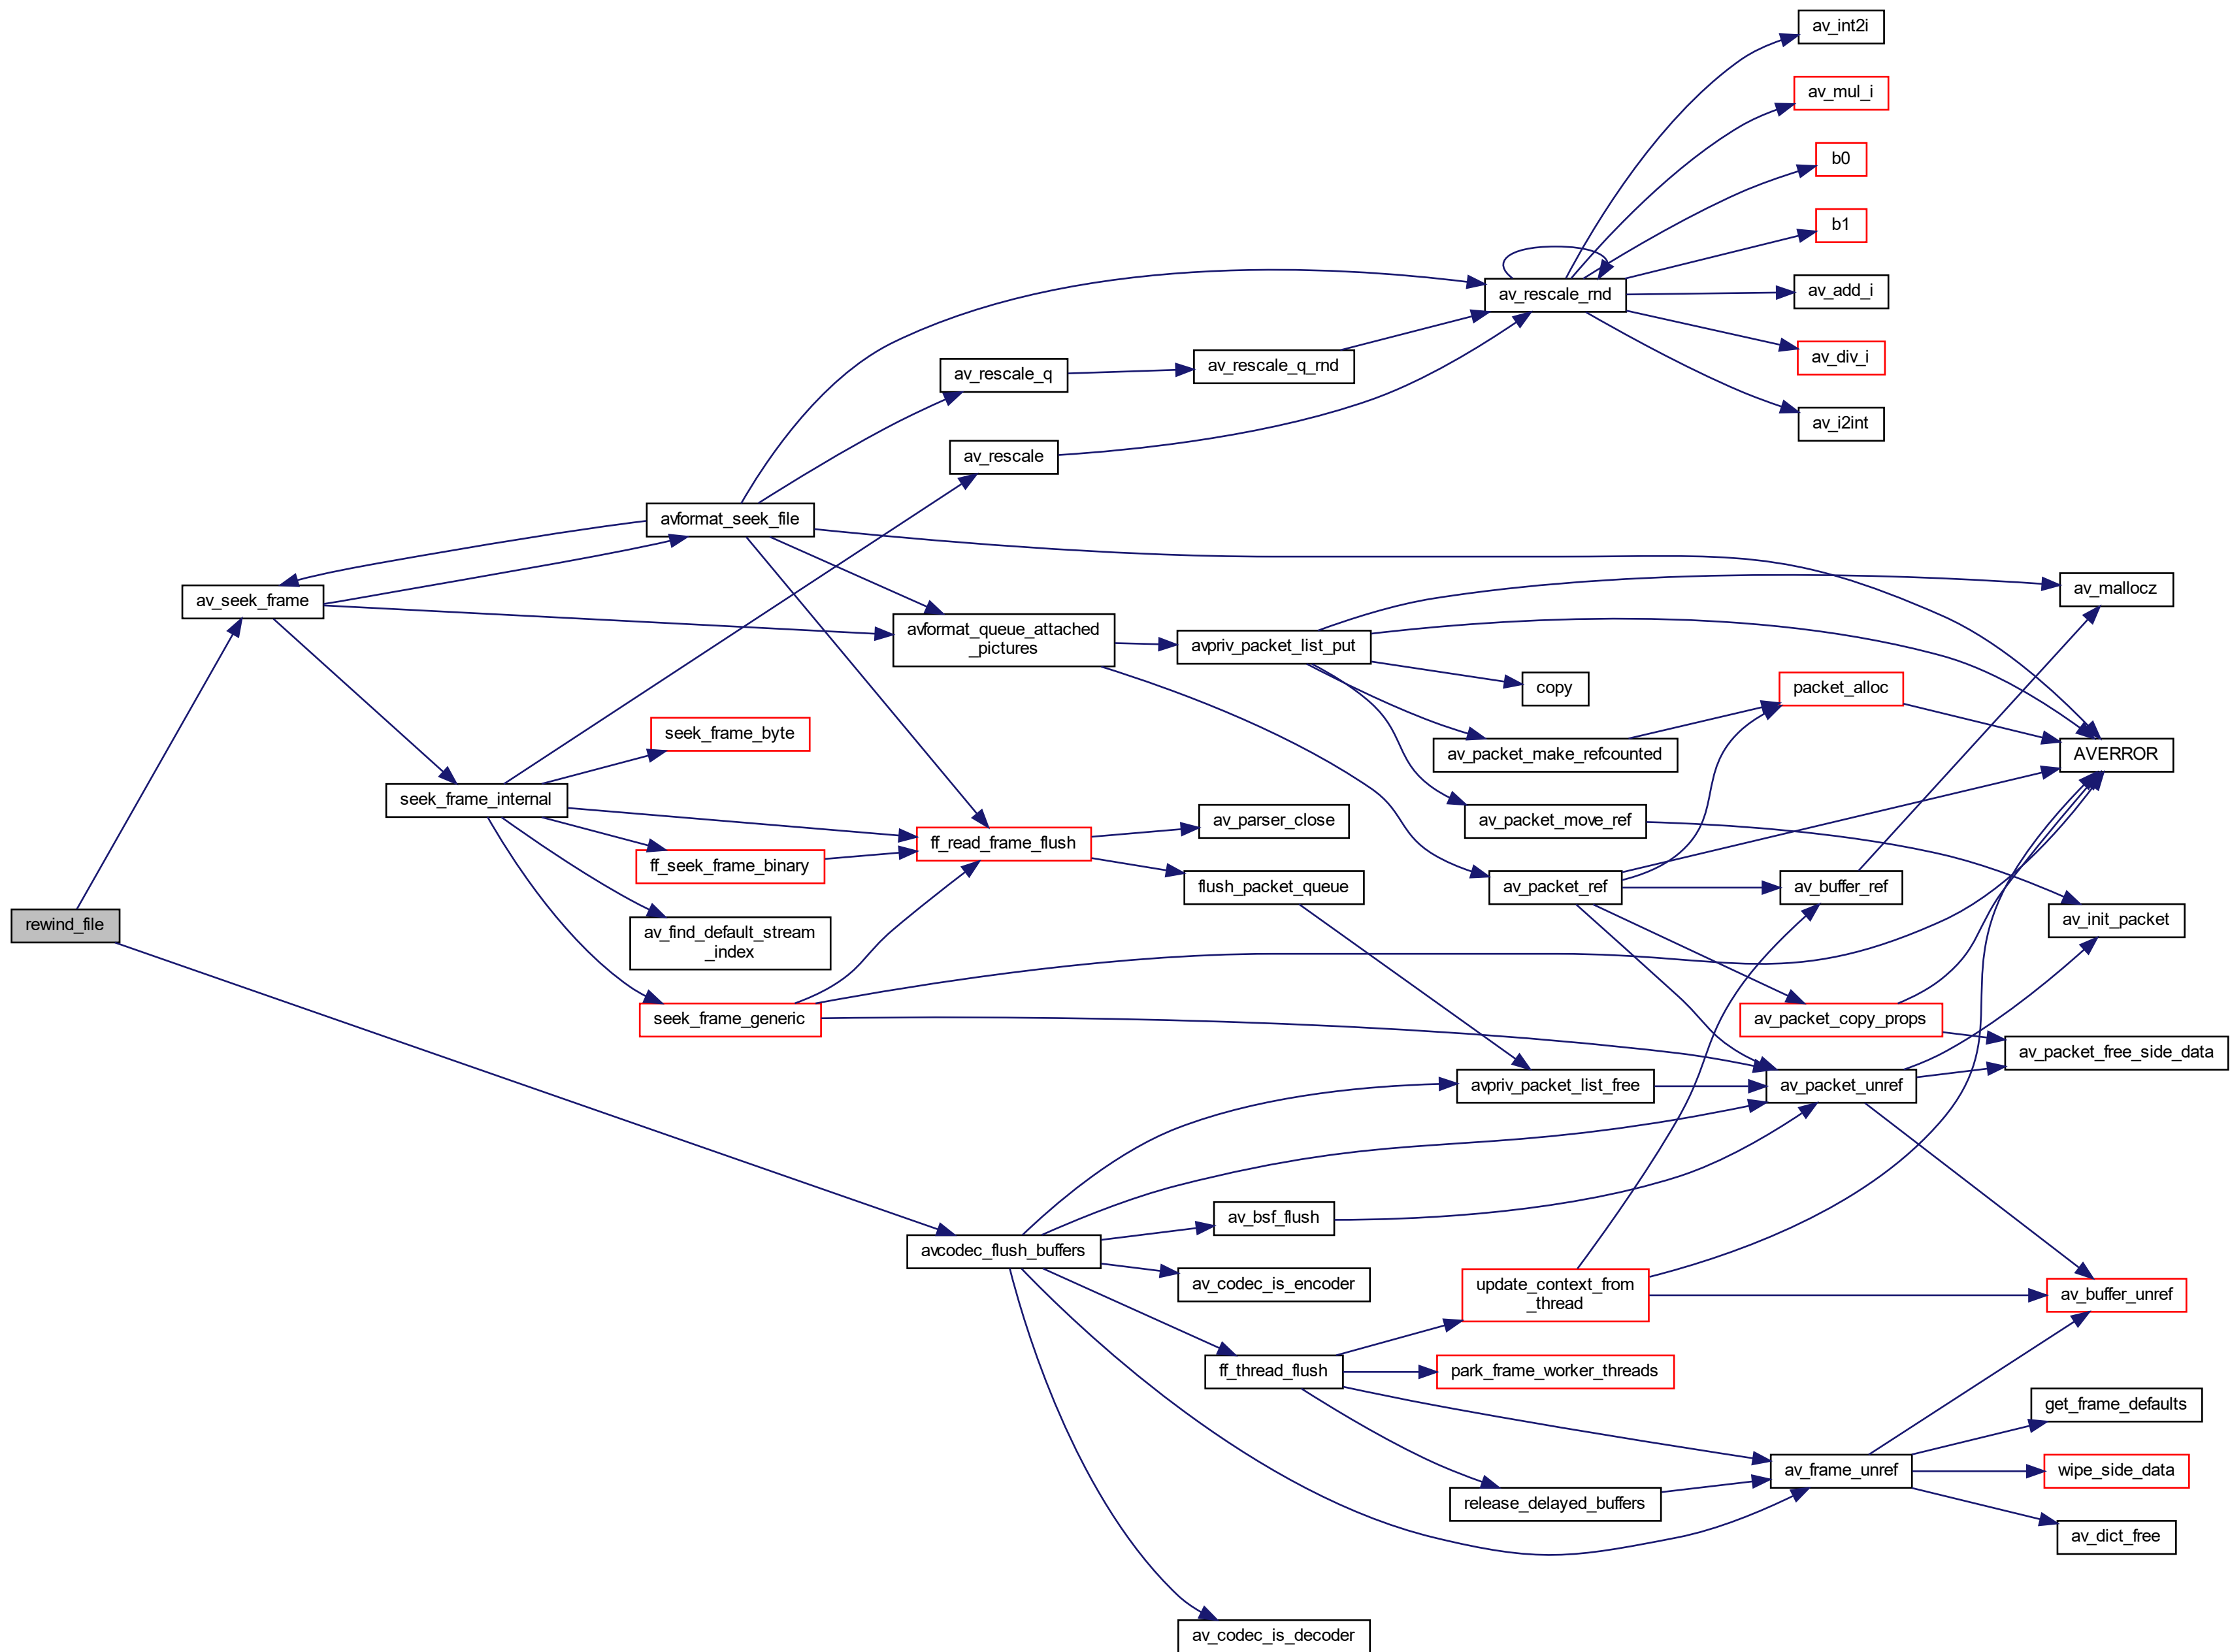 av_int2i
av_mul_i
b0
b1
av_rescale_rnd
av_add_i
av_div_i
av_rescale_q
av_rescale_q_rnd
av_i2int
av_rescale
avformat_seek_file
av_seek_frame
av_mallocz
avformat_queue_attached
_pictures
avpriv_packet_list_put
copy
packet_alloc
seek_frame_byte
av_packet_make_refcounted
AVERROR
seek_frame_internal
av_packet_move_ref
av_parser_close
ff_read_frame_flush
ff_seek_frame_binary
flush_packet_queue
av_packet_ref
av_buffer_ref
rewind_file
av_find_default_stream
_index
av_init_packet
seek_frame_generic
av_packet_copy_props
av_packet_free_side_data
avpriv_packet_list_free
av_packet_unref
av_bsf_flush
avcodec_flush_buffers
av_codec_is_encoder
update_context_from
_thread
av_buffer_unref
ff_thread_flush
park_frame_worker_threads
get_frame_defaults
av_frame_unref
wipe_side_data
release_delayed_buffers
av_dict_free
av_codec_is_decoder